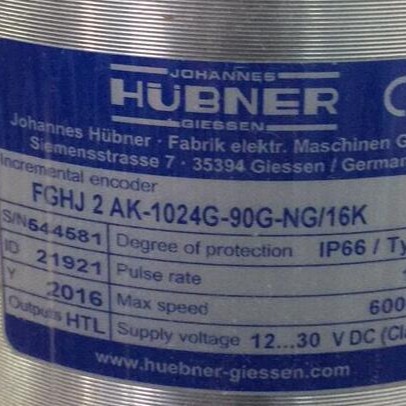 JOHANNES
HÜBNER
GIESSEN
Johannes Hübner · Fabrik elektr. Maschinen G
Siemensstrasse 7 · 35394 Giessen / German
Incremental encoder
FGHJ 2 AK-1024G-90G-NG/16K
S/N 544581 Degree of protection IP66 / Ty
ID 21921 Pulse rate
Y 2016 Max speed 600
Outputs HTL Supply voltage 12...30 V DC (Cla
www.huebner-giessen.com